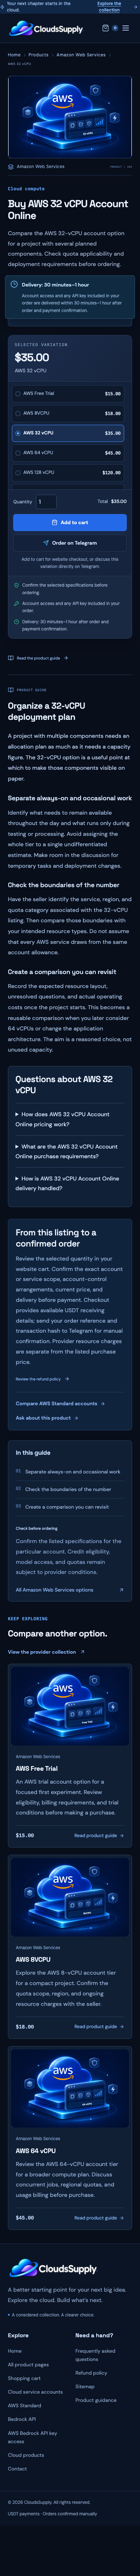 Your next chapter starts in the cloud.
Explore the collection
CloudsSupply
Home
Products
Amazon Web Services
AWS 32 vCPU
aws
Amazon Web Services
Cloud compute
Buy AWS 32 vCPU Account Online
Compare the AWS 32-vCPU account option for a project with several planned components. Check quota applicability and deployment requirements before ordering.
Delivery: 30 minutes–1 hour
Account access and any API key included in your order are delivered within 30 minutes–1 hour after order and payment confirmation.
SELECTED VARIATION
$35.00
AWS 32 vCPU
AWS Free Trial $15.00
AWS 8VCPU $18.00
AWS 32 vCPU $35.00
AWS 64 vCPU $45.00
AWS 128 vCPU $120.00
Quantity 1 Total $35.00
Add to cart
Order on Telegram
Add to cart for website checkout, or discuss this variation directly on Telegram.
Confirm the selected specifications before ordering.
Account access and any API key included in your order.
Delivery: 30 minutes–1 hour after order and payment confirmation.
Read the product guide
PRODUCT GUIDE
Organize a 32-vCPU deployment plan
A project with multiple components needs an allocation plan as much as it needs a capacity figure. The 32-vCPU option is a useful point at which to make those components visible on paper.
Separate always-on and occasional work
Identify what needs to remain available throughout the day and what runs only during testing or processing. Avoid assigning the whole tier to a single workload on the first estimate. Make room in the discussion for temporary tasks and deployment changes.
Check the boundaries of the number
Have the seller identify the service, region, and quota category associated with the 32-vCPU listing. Then compare those boundaries with your intended resource types. Do not assume that every AWS service draws from the same account allowance.
Create a comparison you can revisit
Record the expected resource layout, unresolved questions, and acceptable operating costs once the project starts. This record can help you compare the listing with 64 vCPUs or change the application architecture. The aim is a reasoned choice, not unused capacity.
Questions about AWS 32 vCPU
How does AWS 32 vCPU Account Online pricing work?
What are the AWS 32 vCPU Account Online purchase requirements?
How is AWS 32 vCPU Account Online delivery handled?
From this listing to a confirmed order
Review the selected quantity in your website cart. Confirm the exact account or service scope, account-control arrangements, current price, and delivery before payment. Checkout provides available USDT receiving details; send your order reference and transaction hash to Telegram for manual confirmation. Provider resource charges are separate from the listed purchase price.
Review the refund policy
Compare AWS Standard accounts
Ask about this product
In this guide
01 Separate always-on and occasional work
02 Check the boundaries of the number
03 Create a comparison you can revisit
Check before ordering
Confirm the listed specifications for the particular account. Credit eligibility, model access, and quotas remain subject to provider conditions.
All Amazon Web Services options
KEEP EXPLORING
Compare another option.
View the provider collection
aws
Amazon Web Services
AWS Free Trial
An AWS trial account option for a focused first experiment. Review eligibility, billing requirements, and trial scope before making a purchase.
$15.00 Read product guide
aws
Amazon Web Services
AWS 8VCPU
Explore the AWS 8-vCPU account tier for a compact project. Confirm the quota scope, region, and ongoing resource charges with the seller.
$18.00 Read product guide
aws
Amazon Web Services
AWS 64 vCPU
Review the AWS 64-vCPU account tier for a broader compute plan. Discuss concurrent jobs, regional quotas, and usage billing before purchase.
$45.00 Read product guide
CloudsSupply
A better starting point for your next big idea. Explore the cloud. Build what's next.
A considered collection. A clearer choice.
Explore
Home
All product pages
Shopping cart
Cloud service accounts
AWS Standard
Bedrock API
AWS Bedrock API key access
Cloud products
Contact
Need a hand?
Frequently asked questions
Refund policy
Sitemap
Product guidance
© 2026 CloudsSupply. All rights reserved.
USDT payments · Orders confirmed manually